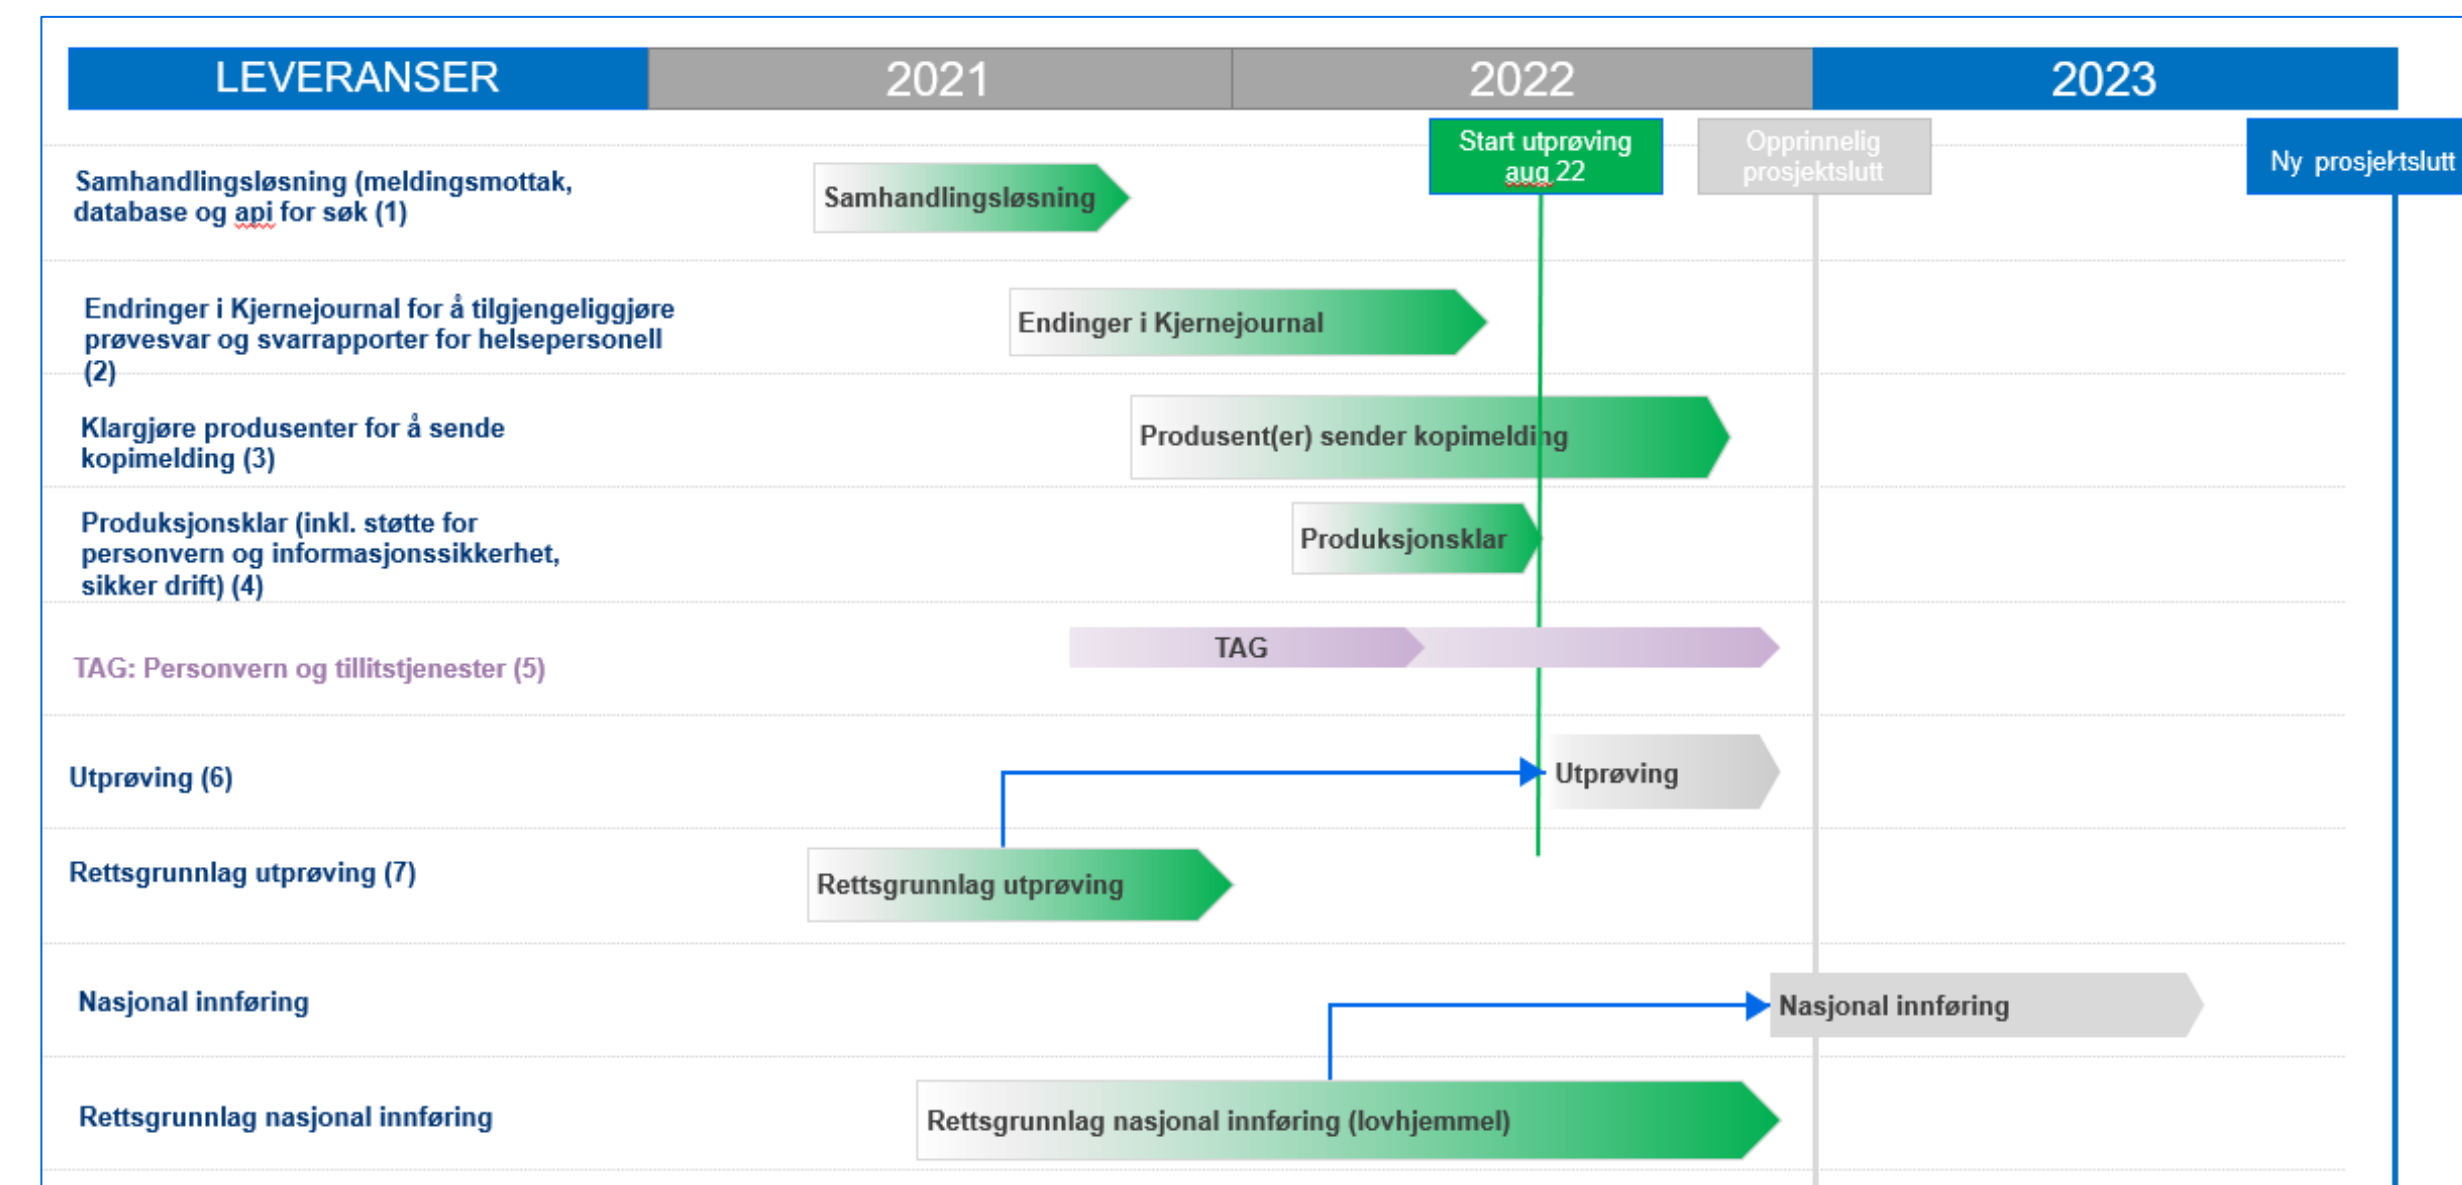 LEVERANSER 2021 2022 2023
Start utprøving
aug 22
Opprinnelig
prosjektslutt
Ny prosjektslutt
Samhandlingsløsning (meldingsmottak,
database og api for søk (1)
Samhandlingsløsning
Endringer i Kjernejournal for å tilgjengeliggjøre
prøvesvar og svarrapporter for helsepersonell
(2)
Endinger i Kjernejournal
Klargjøre produsenter for å sende
kopimelding (3)
Produsent(er) sender kopimelding
Produksjonsklar (inkl. støtte for
personvern og informasjonssikkerhet,
sikker drift) (4)
Produksjonsklar
TAG: Personvern og tillitstjenester (5)
TAG
Utprøving (6)
Utprøving
Rettsgrunnlag utprøving (7)
Rettsgrunnlag utprøving
Nasjonal innføring
Nasjonal innføring
Rettsgrunnlag nasjonal innføring
Rettsgrunnlag nasjonal innføring (lovhjemmel)